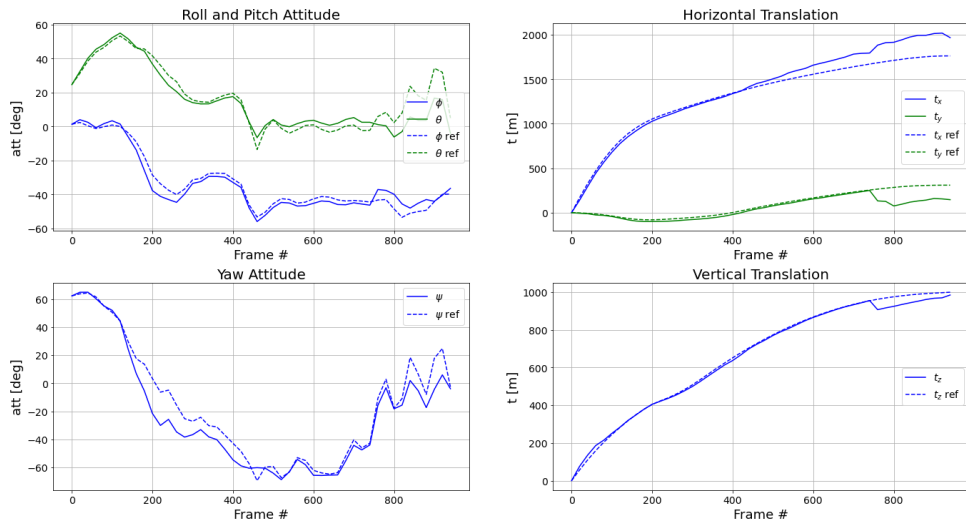 Roll and Pitch Attitude
att [deg]
60
40
20
0
−20
−40
−60
ϕ
θ
ϕ ref
θ ref
0
200
400
600
800
Frame #
Horizontal Translation
t [m]
2000
1500
1000
500
0
tx
ty
tx ref
ty ref
0
200
400
600
800
Frame #
Yaw Attitude
att [deg]
60
40
20
0
−20
−40
−60
ψ
ψ ref
0
200
400
600
800
Frame #
Vertical Translation
t [m]
1000
800
600
400
200
0
tz
tz ref
0
200
400
600
800
Frame #